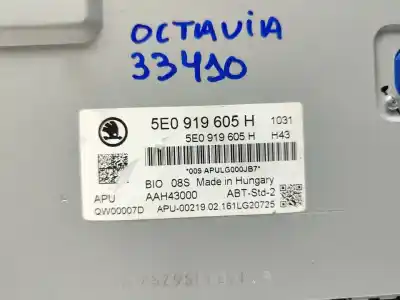 OCTAVIA
33410
5E0 919 605 H 1031
5E0 919 605 H H43
*009 APULG000JB7*
BIO 08S Made in Hungary
APU AAH43000 ABT-Std-2
QW00007D APU-00219.02.161LG20725